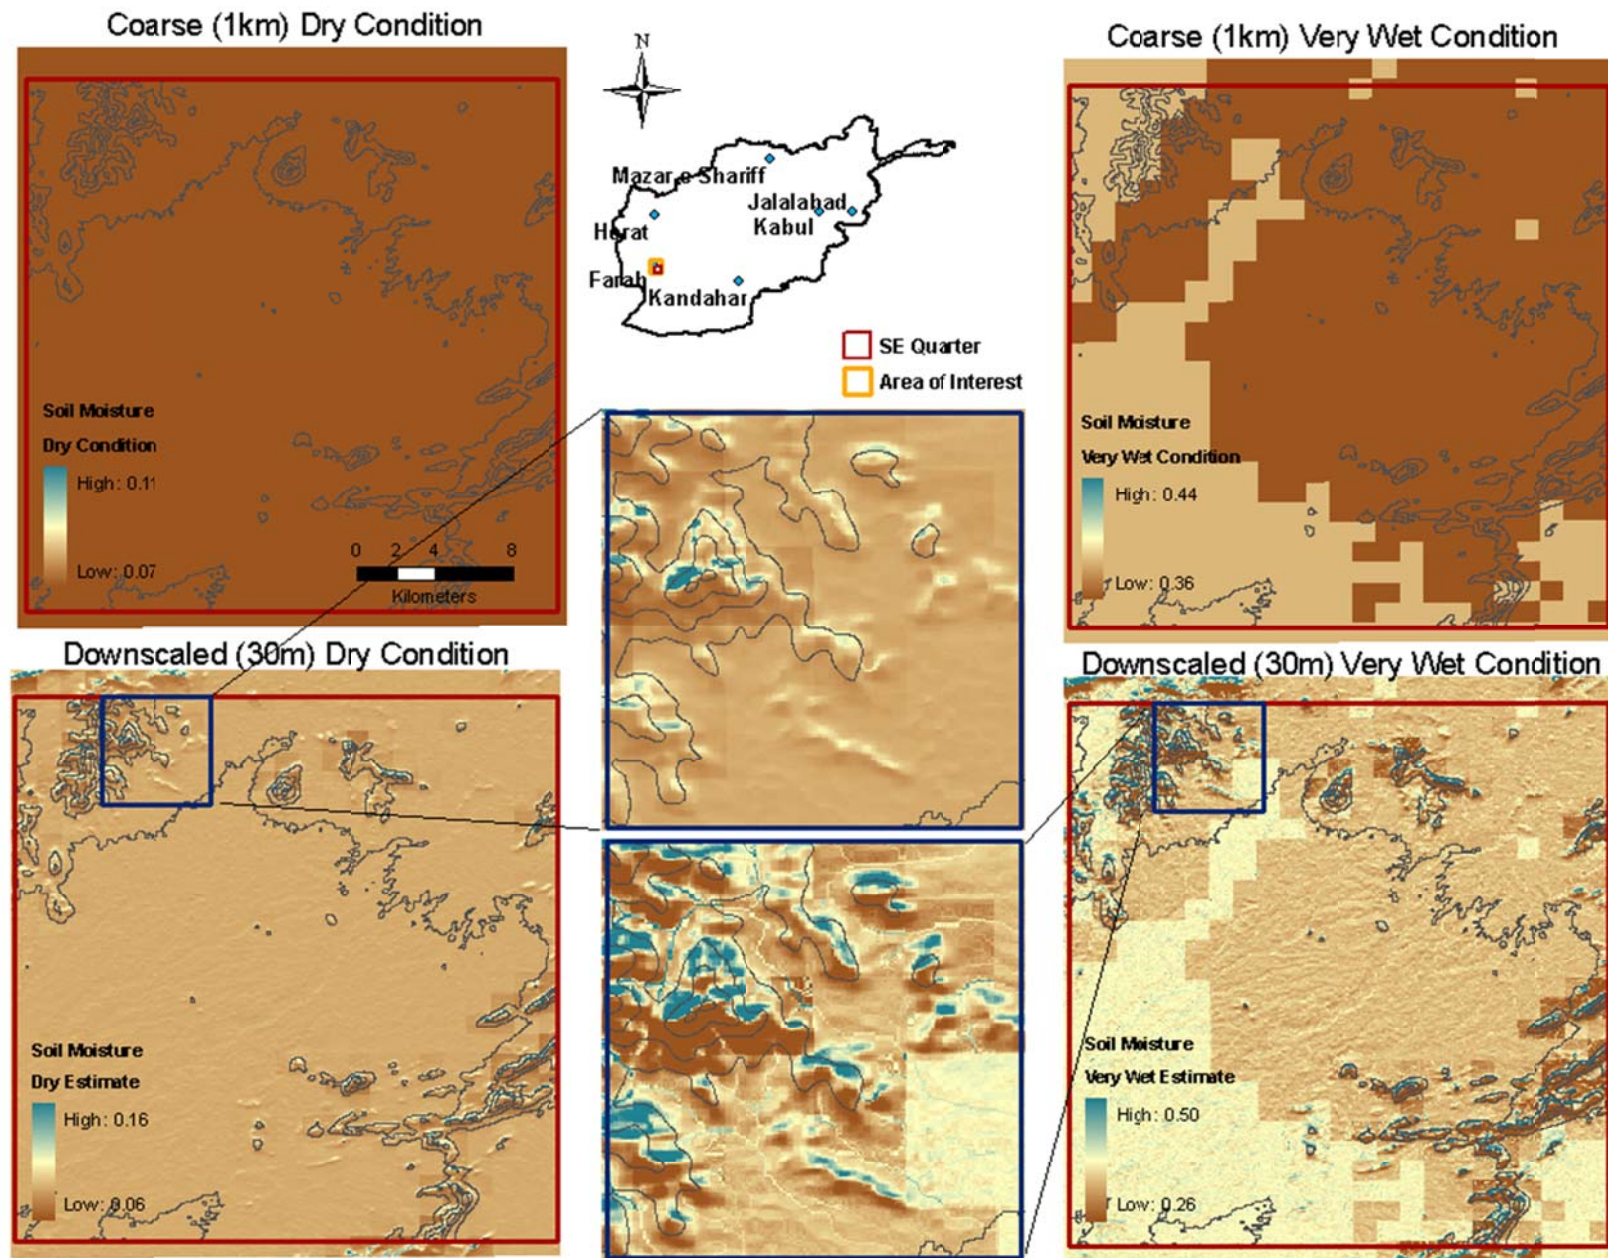 Coarse (1km) Dry Condition
Soil Moisture
Dry Condition
High: 0.11
Low: 0.07
0 2 4 8
Kilometers
N
Mazar e Shariff
Jalalabad
Kabul
Herat
Farah
Kandahar
SE Quarter
Area of Interest
Coarse (1km) Very Wet Condition
Soil Moisture
Very Wet Condition
High: 0.44
Low: 0.36
Downscaled (30m) Dry Condition
Soil Moisture
Dry Estimate
High: 0.16
Low: 0.06
Downscaled (30m) Very Wet Condition
Soil Moisture
Very Wet Estimate
High: 0.50
Low: 0.26